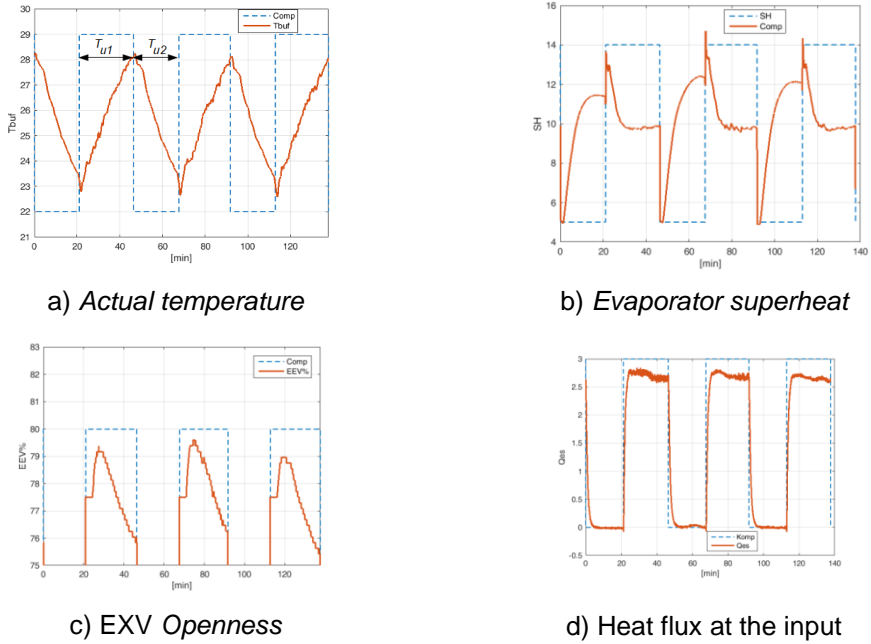 Comp
Tbuf
T_u1
T_u2
29
28
27
26
25
24
23
22
21
Tbuf
0 20 40 60 80 100 120
[min]
a) Actual temperature
SH
Comp
16
14
12
10
8
6
4
SH
0 20 40 60 80 100 120 140
[min]
b) Evaporator superheat
Comp
EEV%
83
82
81
80
79
78
77
76
75
EEV%
0 20 40 60 80 100 120
[min]
c) EXV Openness
3
2.5
2
1.5
1
0.5
0
-0.5
Qes
Komp
Qes
0 20 40 60 80 100 120 140
[min]
d) Heat flux at the input